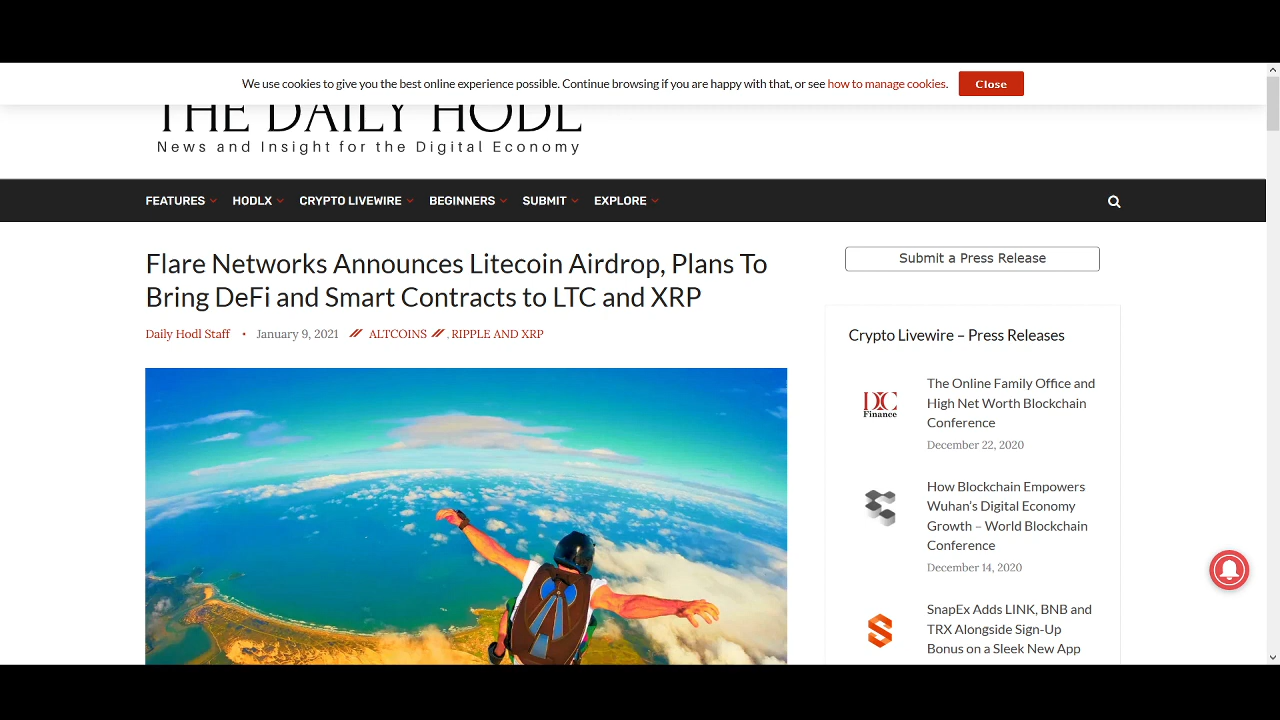 We use cookies to give you the best online experience possible. Continue browsing if you are happy with that, or see how to manage cookies.
Close
THE DAILY HODL
News and Insight for the Digital Economy
FEATURES
HODLX
CRYPTO LIVEWIRE
BEGINNERS
SUBMIT
EXPLORE
Flare Networks Announces Litecoin Airdrop, Plans To
Bring DeFi and Smart Contracts to LTC and XRP
Daily Hodl Staff • January 9, 2021 ALTCOINS , RIPPLE AND XRP
Submit a Press Release
Crypto Livewire – Press Releases
DC
Finance
The Online Family Office and
High Net Worth Blockchain
Conference
December 22, 2020
How Blockchain Empowers
Wuhan's Digital Economy
Growth – World Blockchain
Conference
December 14, 2020
SnapEx Adds LINK, BNB and
TRX Alongside Sign-Up
Bonus on a Sleek New App